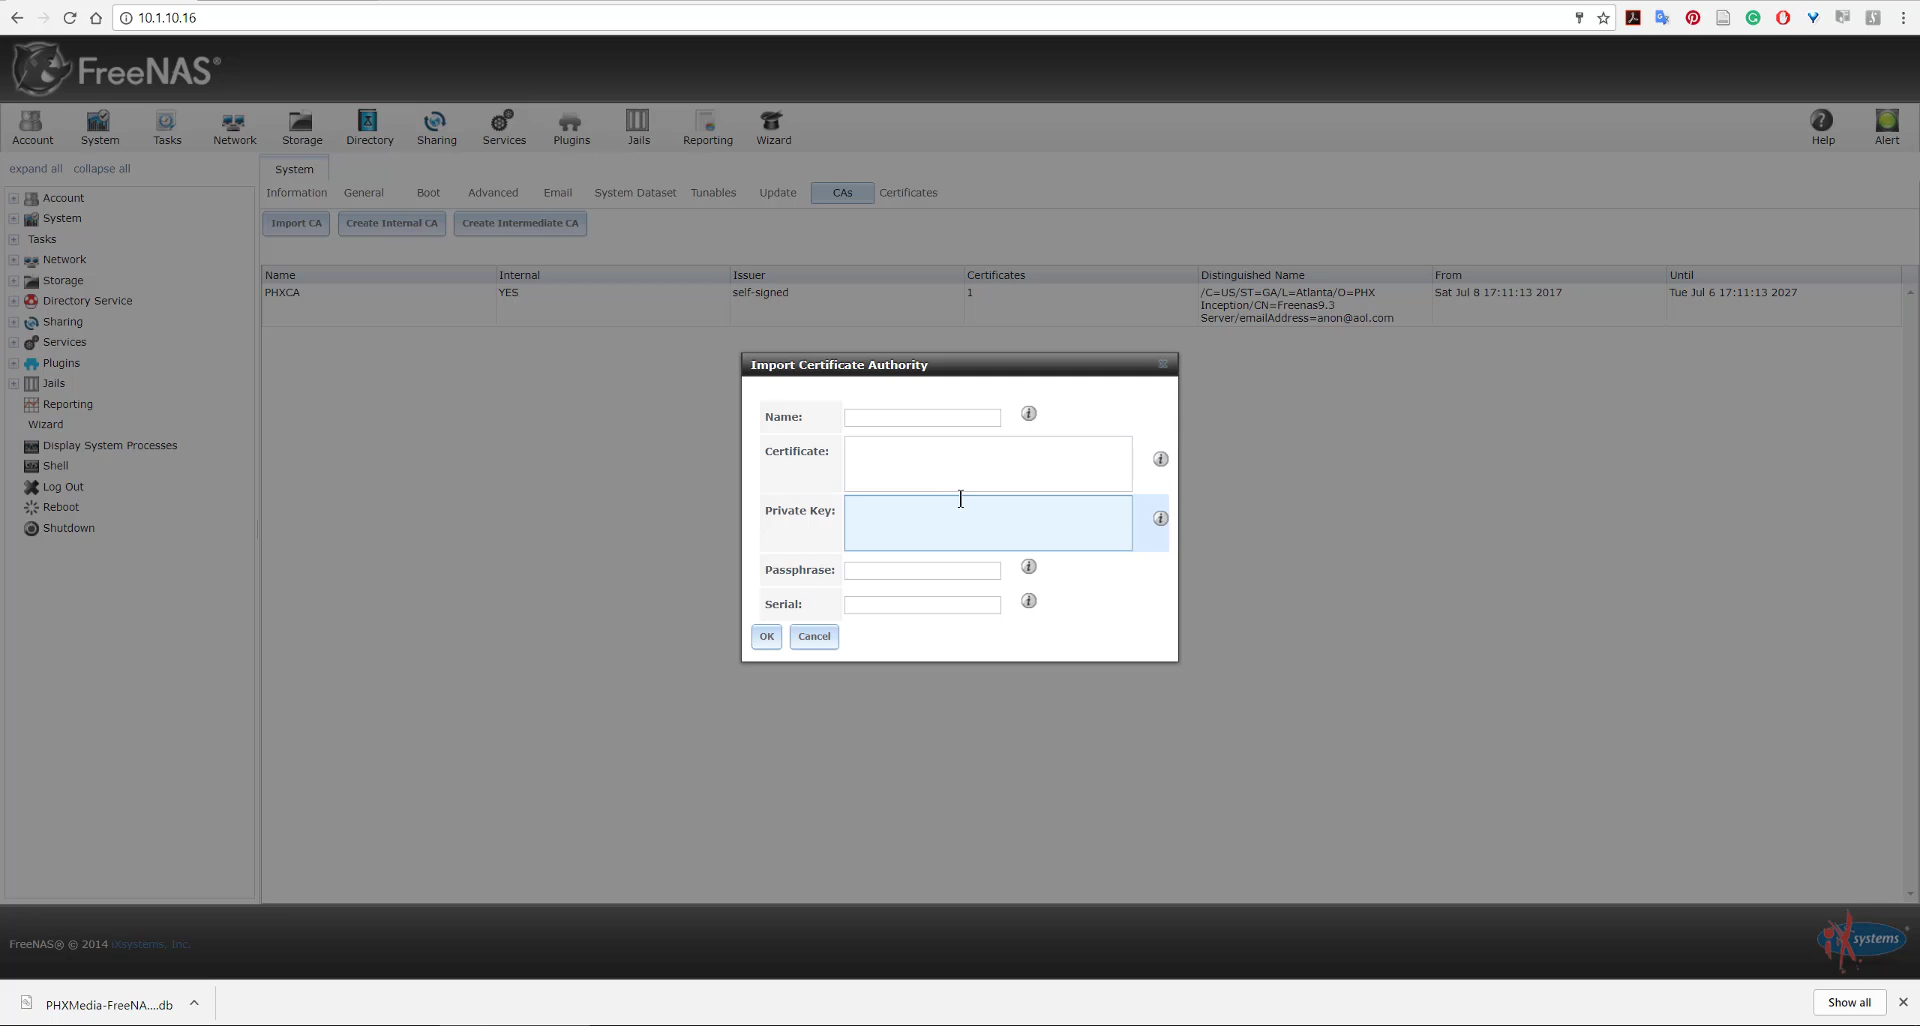 10.1.10.16
FreeNAS®
Account System Tasks Network Storage Directory Sharing Services Plugins Jails Reporting Wizard Help Alert
expand all collapse all
Account
System
Tasks
Network
Storage
Directory Service
Sharing
Services
Plugins
Jails
Reporting
Wizard
Display System Processes
Shell
Log Out
Reboot
Shutdown
System
Information General Boot Advanced Email System Dataset Tunables Update CAs Certificates
Import CA Create Internal CA Create Intermediate CA
Name Internal Issuer Certificates Distinguished Name From Until
PHXCA YES self-signed 1 /C=US/ST=GA/L=Atlanta/O=PHX Sat Jul 8 17:11:13 2017 Tue Jul 6 17:11:13 2027
Inception/CN=Freenas9.3
Server/emailAddress=anon@aol.com
Import Certificate Authority
Name:
Certificate:
Private Key:
Passphrase:
Serial:
OK Cancel
FreeNAS® © 2014 iXsystems, Inc.
iXsystems
PHXMedia-FreeNA....db
Show all